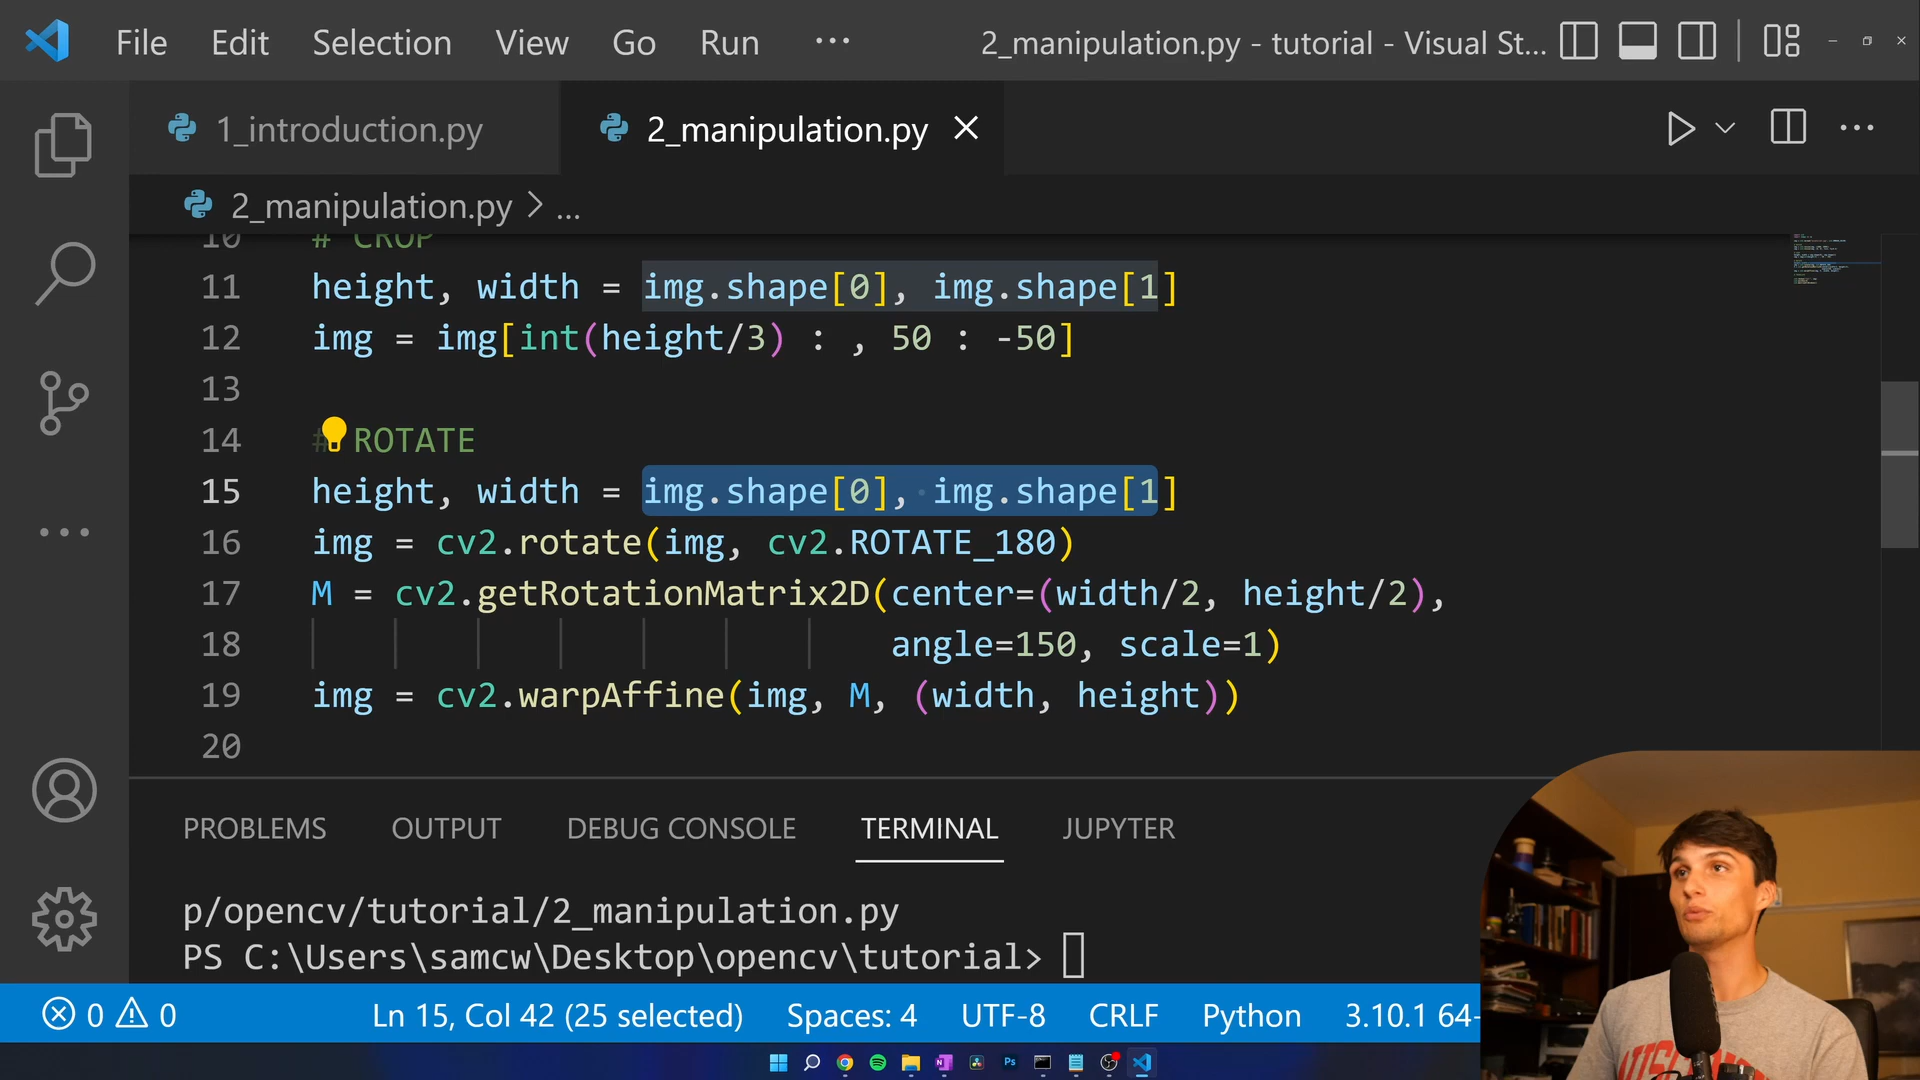 File Edit Selection View Go Run ... 2_manipulation.py - tutorial - Visual St...
1_introduction.py 2_manipulation.py
2_manipulation.py > ...
10 # CROP
11 height, width = img.shape[0], img.shape[1]
12 img = img[int(height/3) : , 50 : -50]
13
14 # ROTATE
15 height, width = img.shape[0], img.shape[1]
16 img = cv2.rotate(img, cv2.ROTATE_180)
17 M = cv2.getRotationMatrix2D(center=(width/2, height/2),
18 angle=150, scale=1)
19 img = cv2.warpAffine(img, M, (width, height))
20
PROBLEMS OUTPUT DEBUG CONSOLE TERMINAL JUPYTER
p/opencv/tutorial/2_manipulation.py
PS C:\Users\samcw\Desktop\opencv\tutorial>
0 0 Ln 15, Col 42 (25 selected) Spaces: 4 UTF-8 CRLF Python 3.10.1 64-
Ps